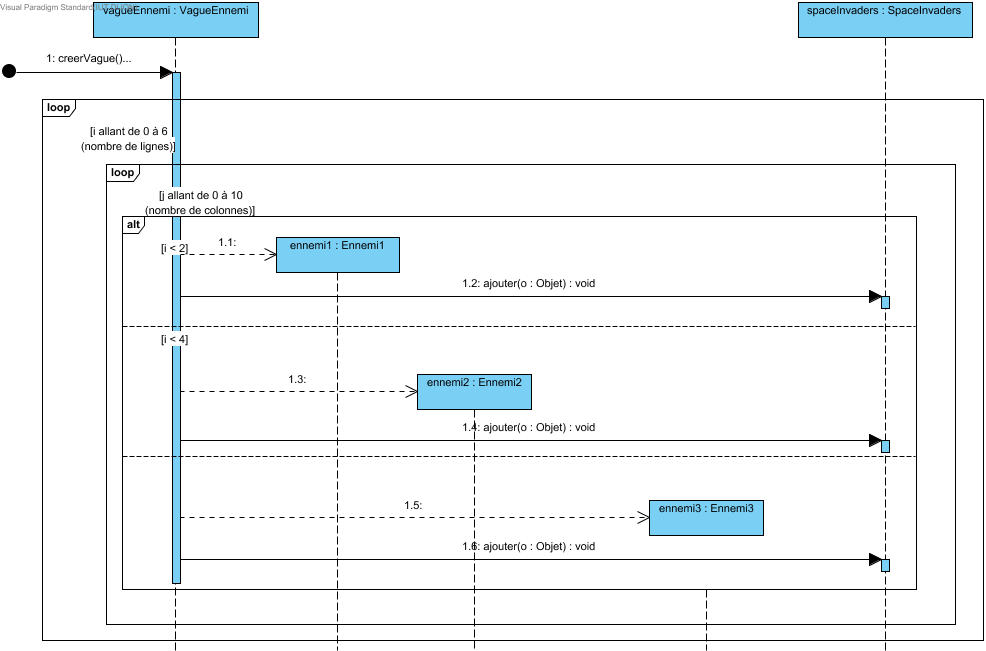 Visual Paradigm Standard
vagueEnnemi : VagueEnnemi
spaceInvaders : SpaceInvaders
1: creerVague()...
loop
[i allant de 0 à 6
(nombre de lignes)]
loop
[j allant de 0 à 10
(nombre de colonnes)]
alt
[i < 2]
1.1:
ennemi1 : Ennemi1
1.2: ajouter(o : Objet) : void
[i < 4]
1.3:
ennemi2 : Ennemi2
1.4: ajouter(o : Objet) : void
1.5:
ennemi3 : Ennemi3
1.6: ajouter(o : Objet) : void